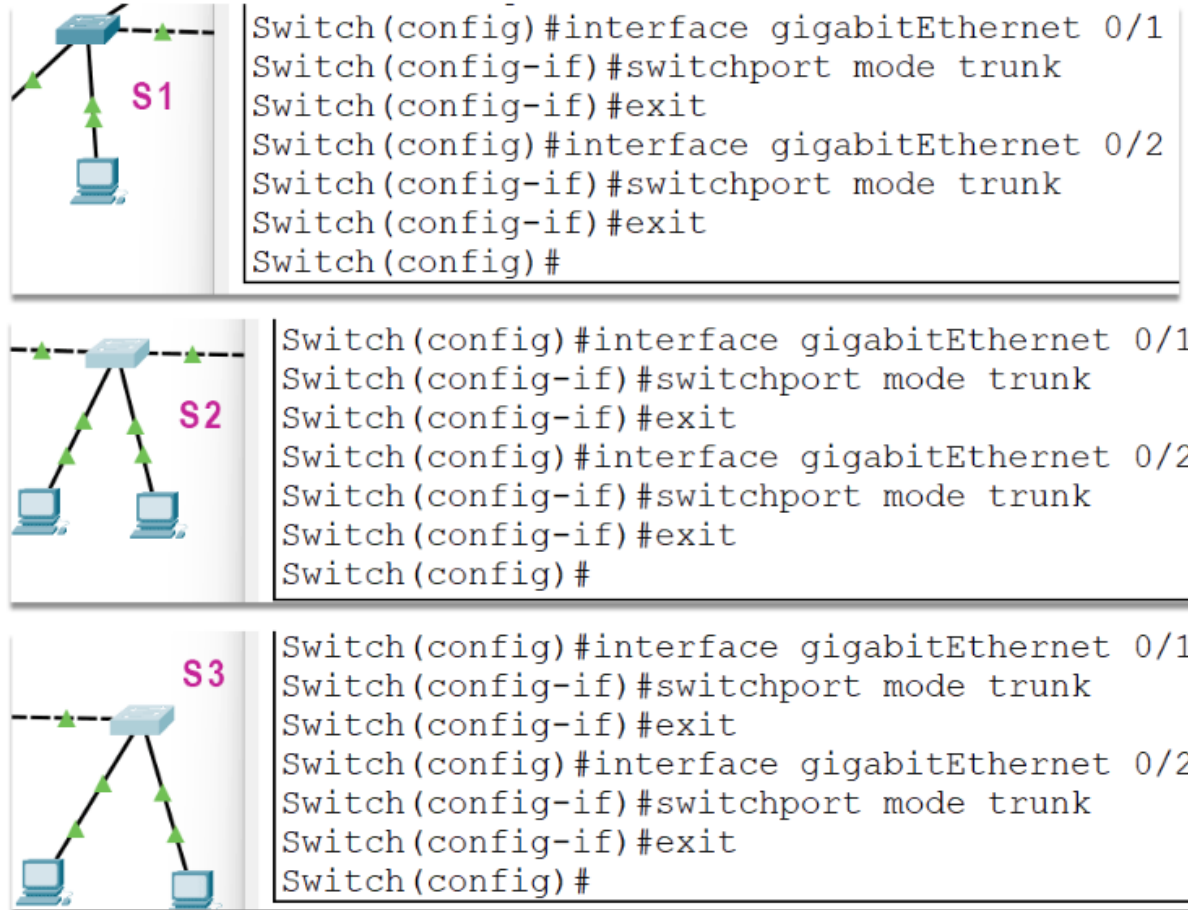 Switch(config)#interface gigabitEthernet 0/1
Switch(config-if)#switchport mode trunk
S1
Switch(config-if)#exit
Switch(config)#interface gigabitEthernet 0/2
Switch(config-if)#switchport mode trunk
Switch(config-if)#exit
Switch(config)#
Switch(config)#interface gigabitEthernet 0/1
Switch(config-if)#switchport mode trunk
S2
Switch(config-if)#exit
Switch(config)#interface gigabitEthernet 0/2
Switch(config-if)#switchport mode trunk
Switch(config-if)#exit
Switch(config)#
S3
Switch(config)#interface gigabitEthernet 0/1
Switch(config-if)#switchport mode trunk
Switch(config-if)#exit
Switch(config)#interface gigabitEthernet 0/2
Switch(config-if)#switchport mode trunk
Switch(config-if)#exit
Switch(config)#